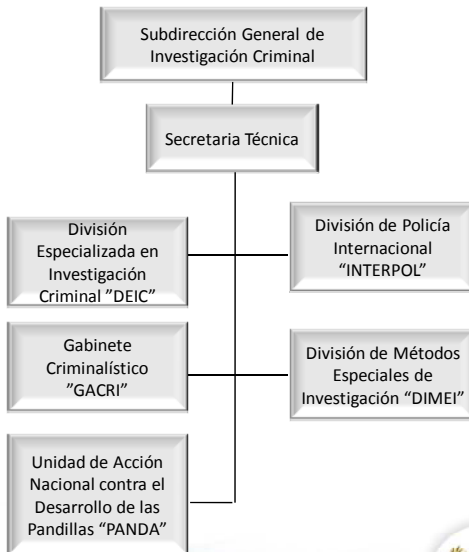 Subdirección General de
Investigación Criminal
Secretaria Técnica
División
Especializada en
Investigación
Criminal ”DEIC”
División de Policía
Internacional
“INTERPOL”
Gabinete
Criminalístico
”GACRI”
División de Métodos
Especiales de
Investigación “DIMEI”
Unidad de Acción
Nacional contra el
Desarrollo de las
Pandillas “PANDA”